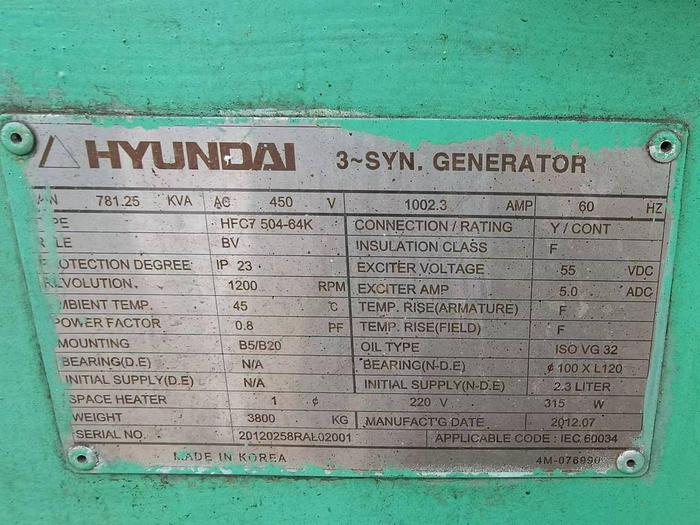 HYUNDAI 3~SYN. GENERATOR
781.25 KVA AC 450 V 1002.3 AMP 60 HZ
HFC7 504-64K CONNECTION / RATING Y / CONT
BV INSULATION CLASS F
PROTECTION DEGREE IP 23 EXCITER VOLTAGE 55 VDC
REVOLUTION 1200 RPM EXCITER AMP 5.0 ADC
AMBIENT TEMP. 45 °C TEMP. RISE(ARMATURE) F
POWER FACTOR 0.8 PF TEMP. RISE(FIELD) F
MOUNTING B5/B20 OIL TYPE ISO VG 32
BEARING(D.E) N/A BEARING(N-D.E) ¢ 100 X L120
INITIAL SUPPLY(D.E) N/A INITIAL SUPPLY(N-D.E) 2.3 LITER
SPACE HEATER 1 ¢ 220 V 315 W
WEIGHT 3800 KG MANUFACT'G DATE 2012.07
SERIAL NO. 20120258RAL02001 APPLICABLE CODE : IEC 60034
MADE IN KOREA 4M-076990